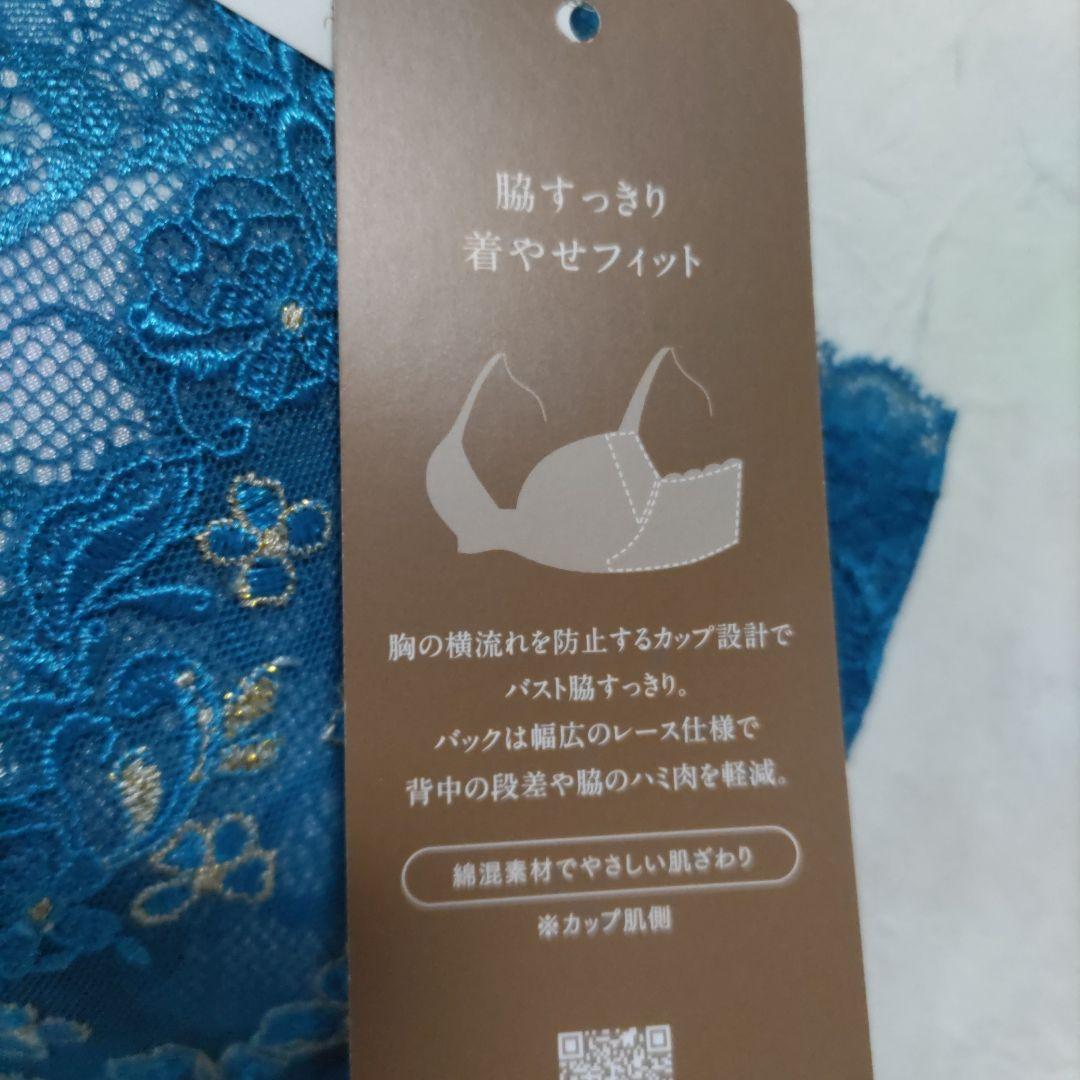 脇すっきり
着やせフィット
胸の横流れを防止するカップ設計で
バスト脇すっきり。
バックは幅広のレース仕様で
背中の段差や脇のハミ肉を軽減。
綿混素材でやさしい肌ざわり
※カップ肌側